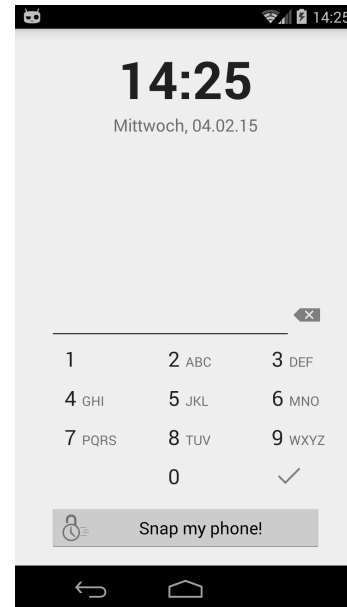 14:25
14:25
Mittwoch, 04.02.15
1 2 ABC 3 DEF
4 GHI 5 JKL 6 MNO
7 PQRS 8 TUV 9 WXYZ
0
Snap my phone!